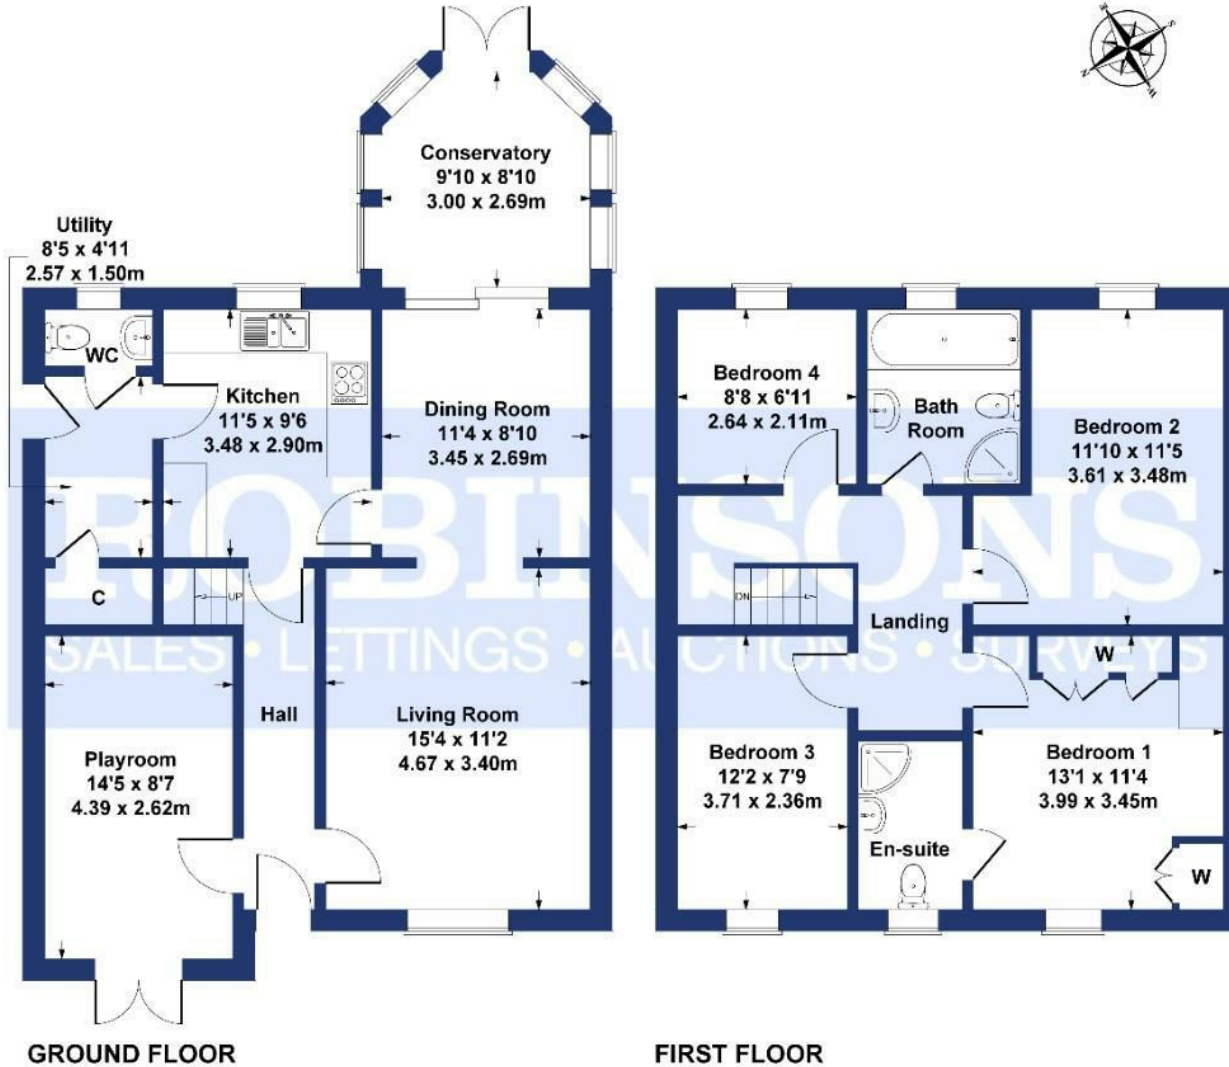 Conservatory
9'10 x 8'10
3.00 x 2.69m
Utility
8'5 x 4'11
2.57 x 1.50m
WC
Kitchen
11'5 x 9'6
3.48 x 2.90m
Dining Room
11'4 x 8'10
3.45 x 2.69m
C
UP
Hall
Living Room
15'4 x 11'2
4.67 x 3.40m
Playroom
14'5 x 8'7
4.39 x 2.62m
GROUND FLOOR
N
E
S
W
Bedroom 4
8'8 x 6'11
2.64 x 2.11m
Bath
Room
Bedroom 2
11'10 x 11'5
3.61 x 3.48m
DN
Landing
W
Bedroom 3
12'2 x 7'9
3.71 x 2.36m
Bedroom 1
13'1 x 11'4
3.99 x 3.45m
En-suite
W
FIRST FLOOR
ROBINSONS
SALES • LETTINGS • AUCTIONS • SURVEYS